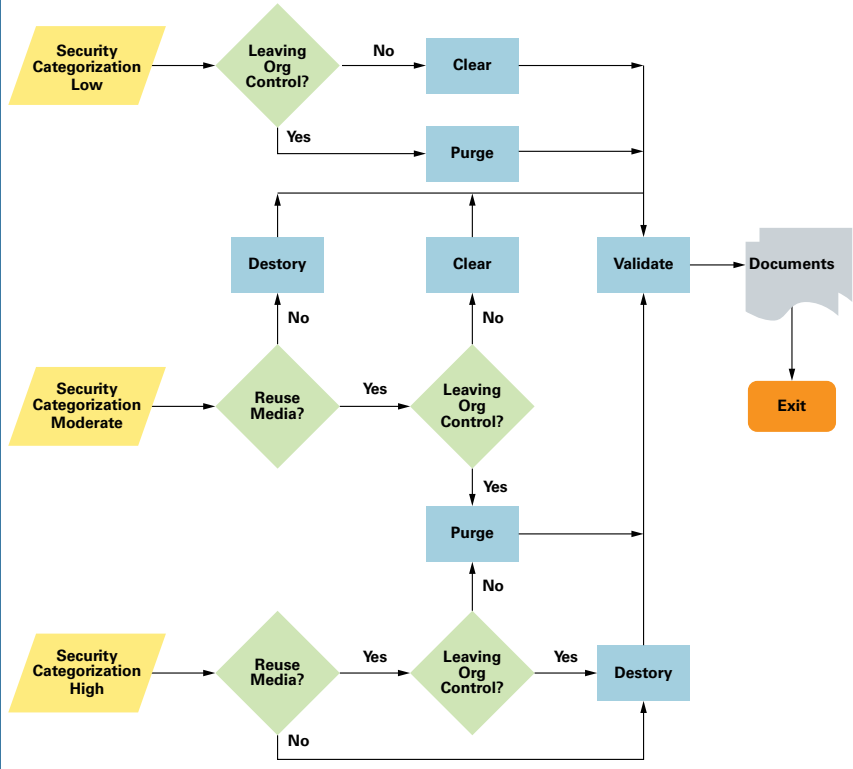 Security
Categorization
Low
Leaving
Org
Control?
No
Clear
Yes
Purge
Destory
Clear
Validate
Documents
No
No
Security
Categorization
Moderate
Reuse
Media?
Yes
Leaving
Org
Control?
Exit
Yes
Purge
No
Security
Categorization
High
Reuse
Media?
Yes
Leaving
Org
Control?
Yes
Destory
No